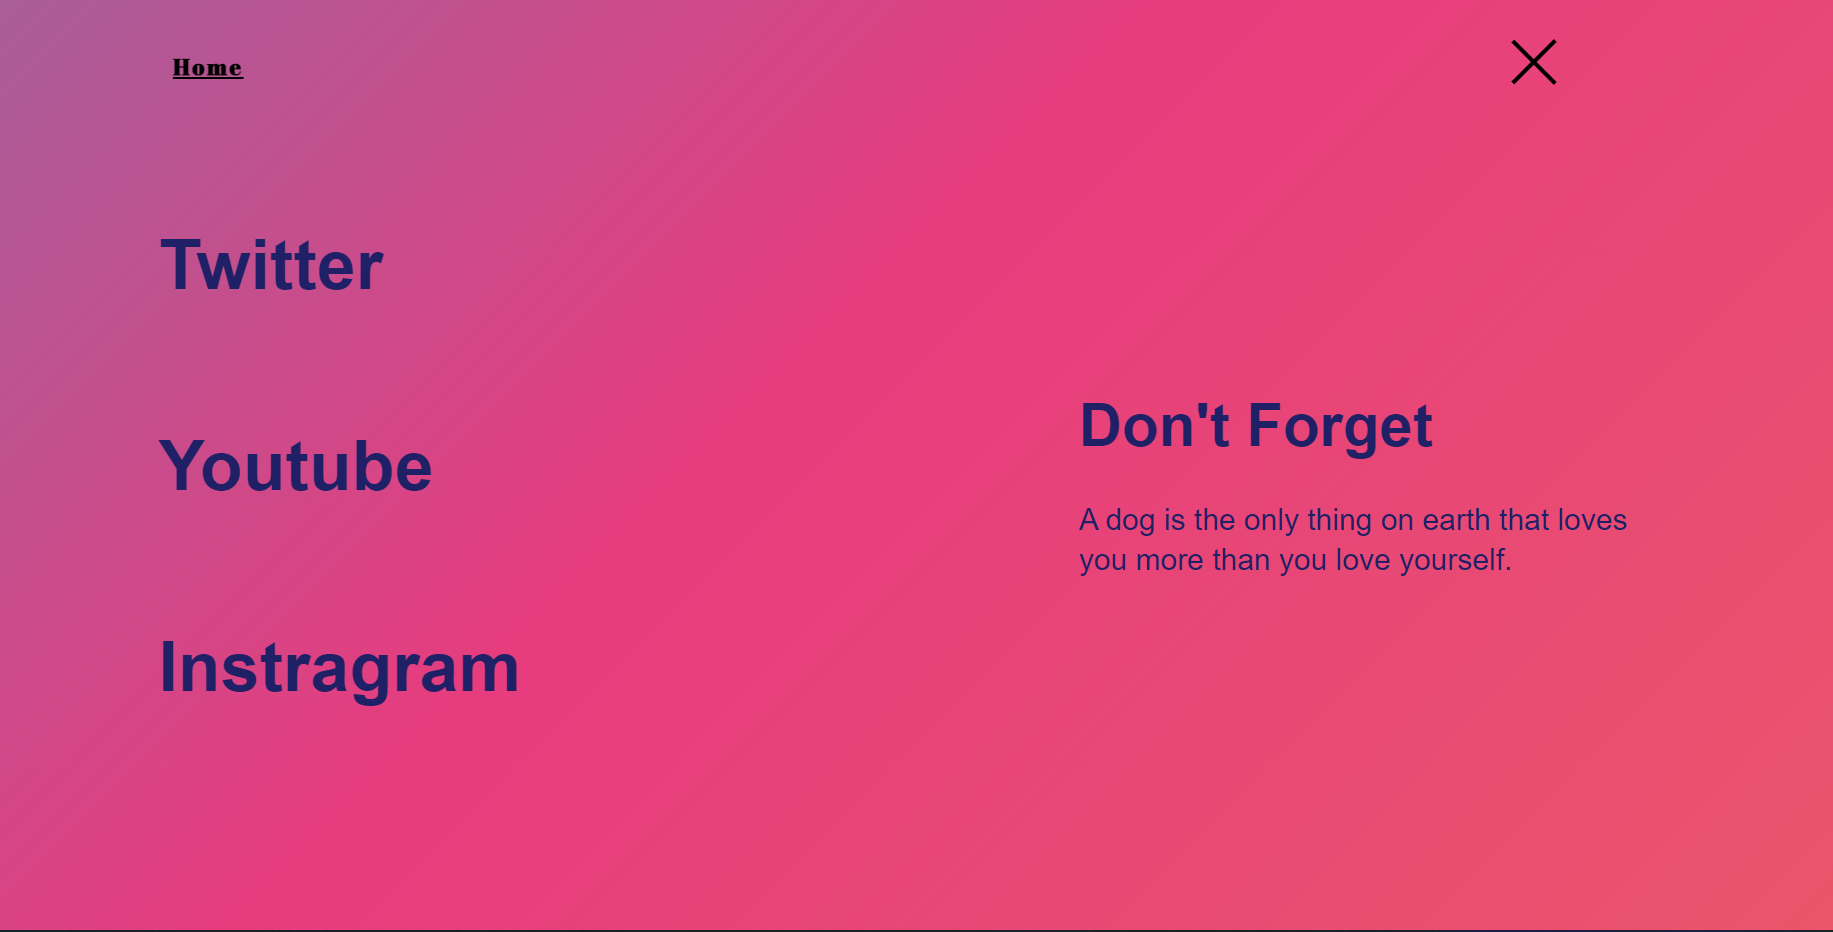 Home
Twitter
Youtube
Instragram
Don't Forget
A dog is the only thing on earth that loves
you more than you love yourself.